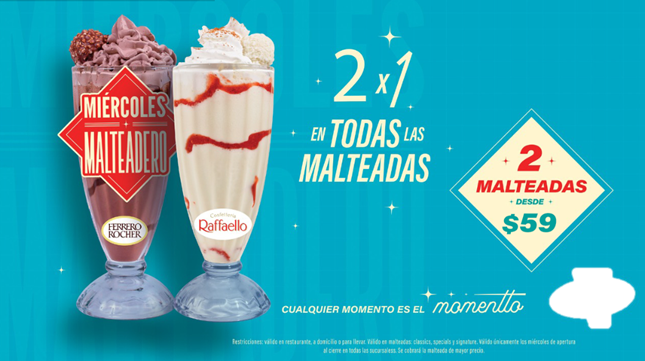 MIÉRCOLES
MALTEADERO
FERRERO
ROCHER
Confetteria
Raffaello
2x1
EN TODAS LAS
MALTEADAS
2
MALTEADAS
DESDE
$59
CUALQUIER MOMENTO ES EL momentto
Restricciones: válido en restaurante, a domicilio o para llevar. Válido en malteadas: classics, specials y signature. Válido únicamente los miércoles de apertura
al cierre en todas las sucursales. Se cobrará la malteada de mayor precio.